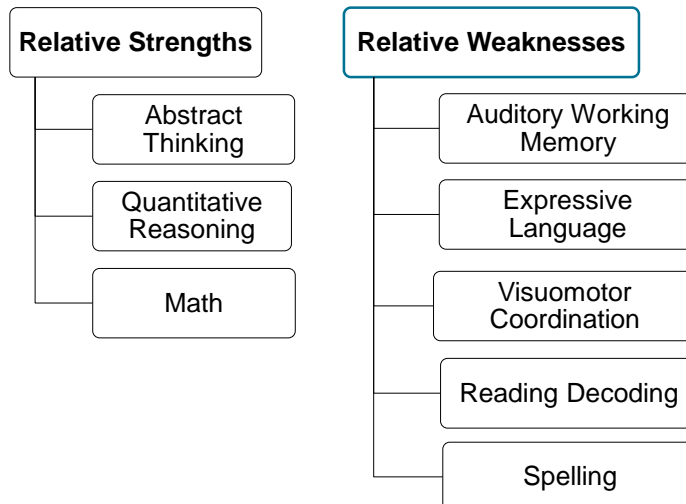 Relative Strengths
Abstract
Thinking
Quantitative
Reasoning
Math
Relative Weaknesses
Auditory Working
Memory
Expressive
Language
Visuomotor
Coordination
Reading Decoding
Spelling